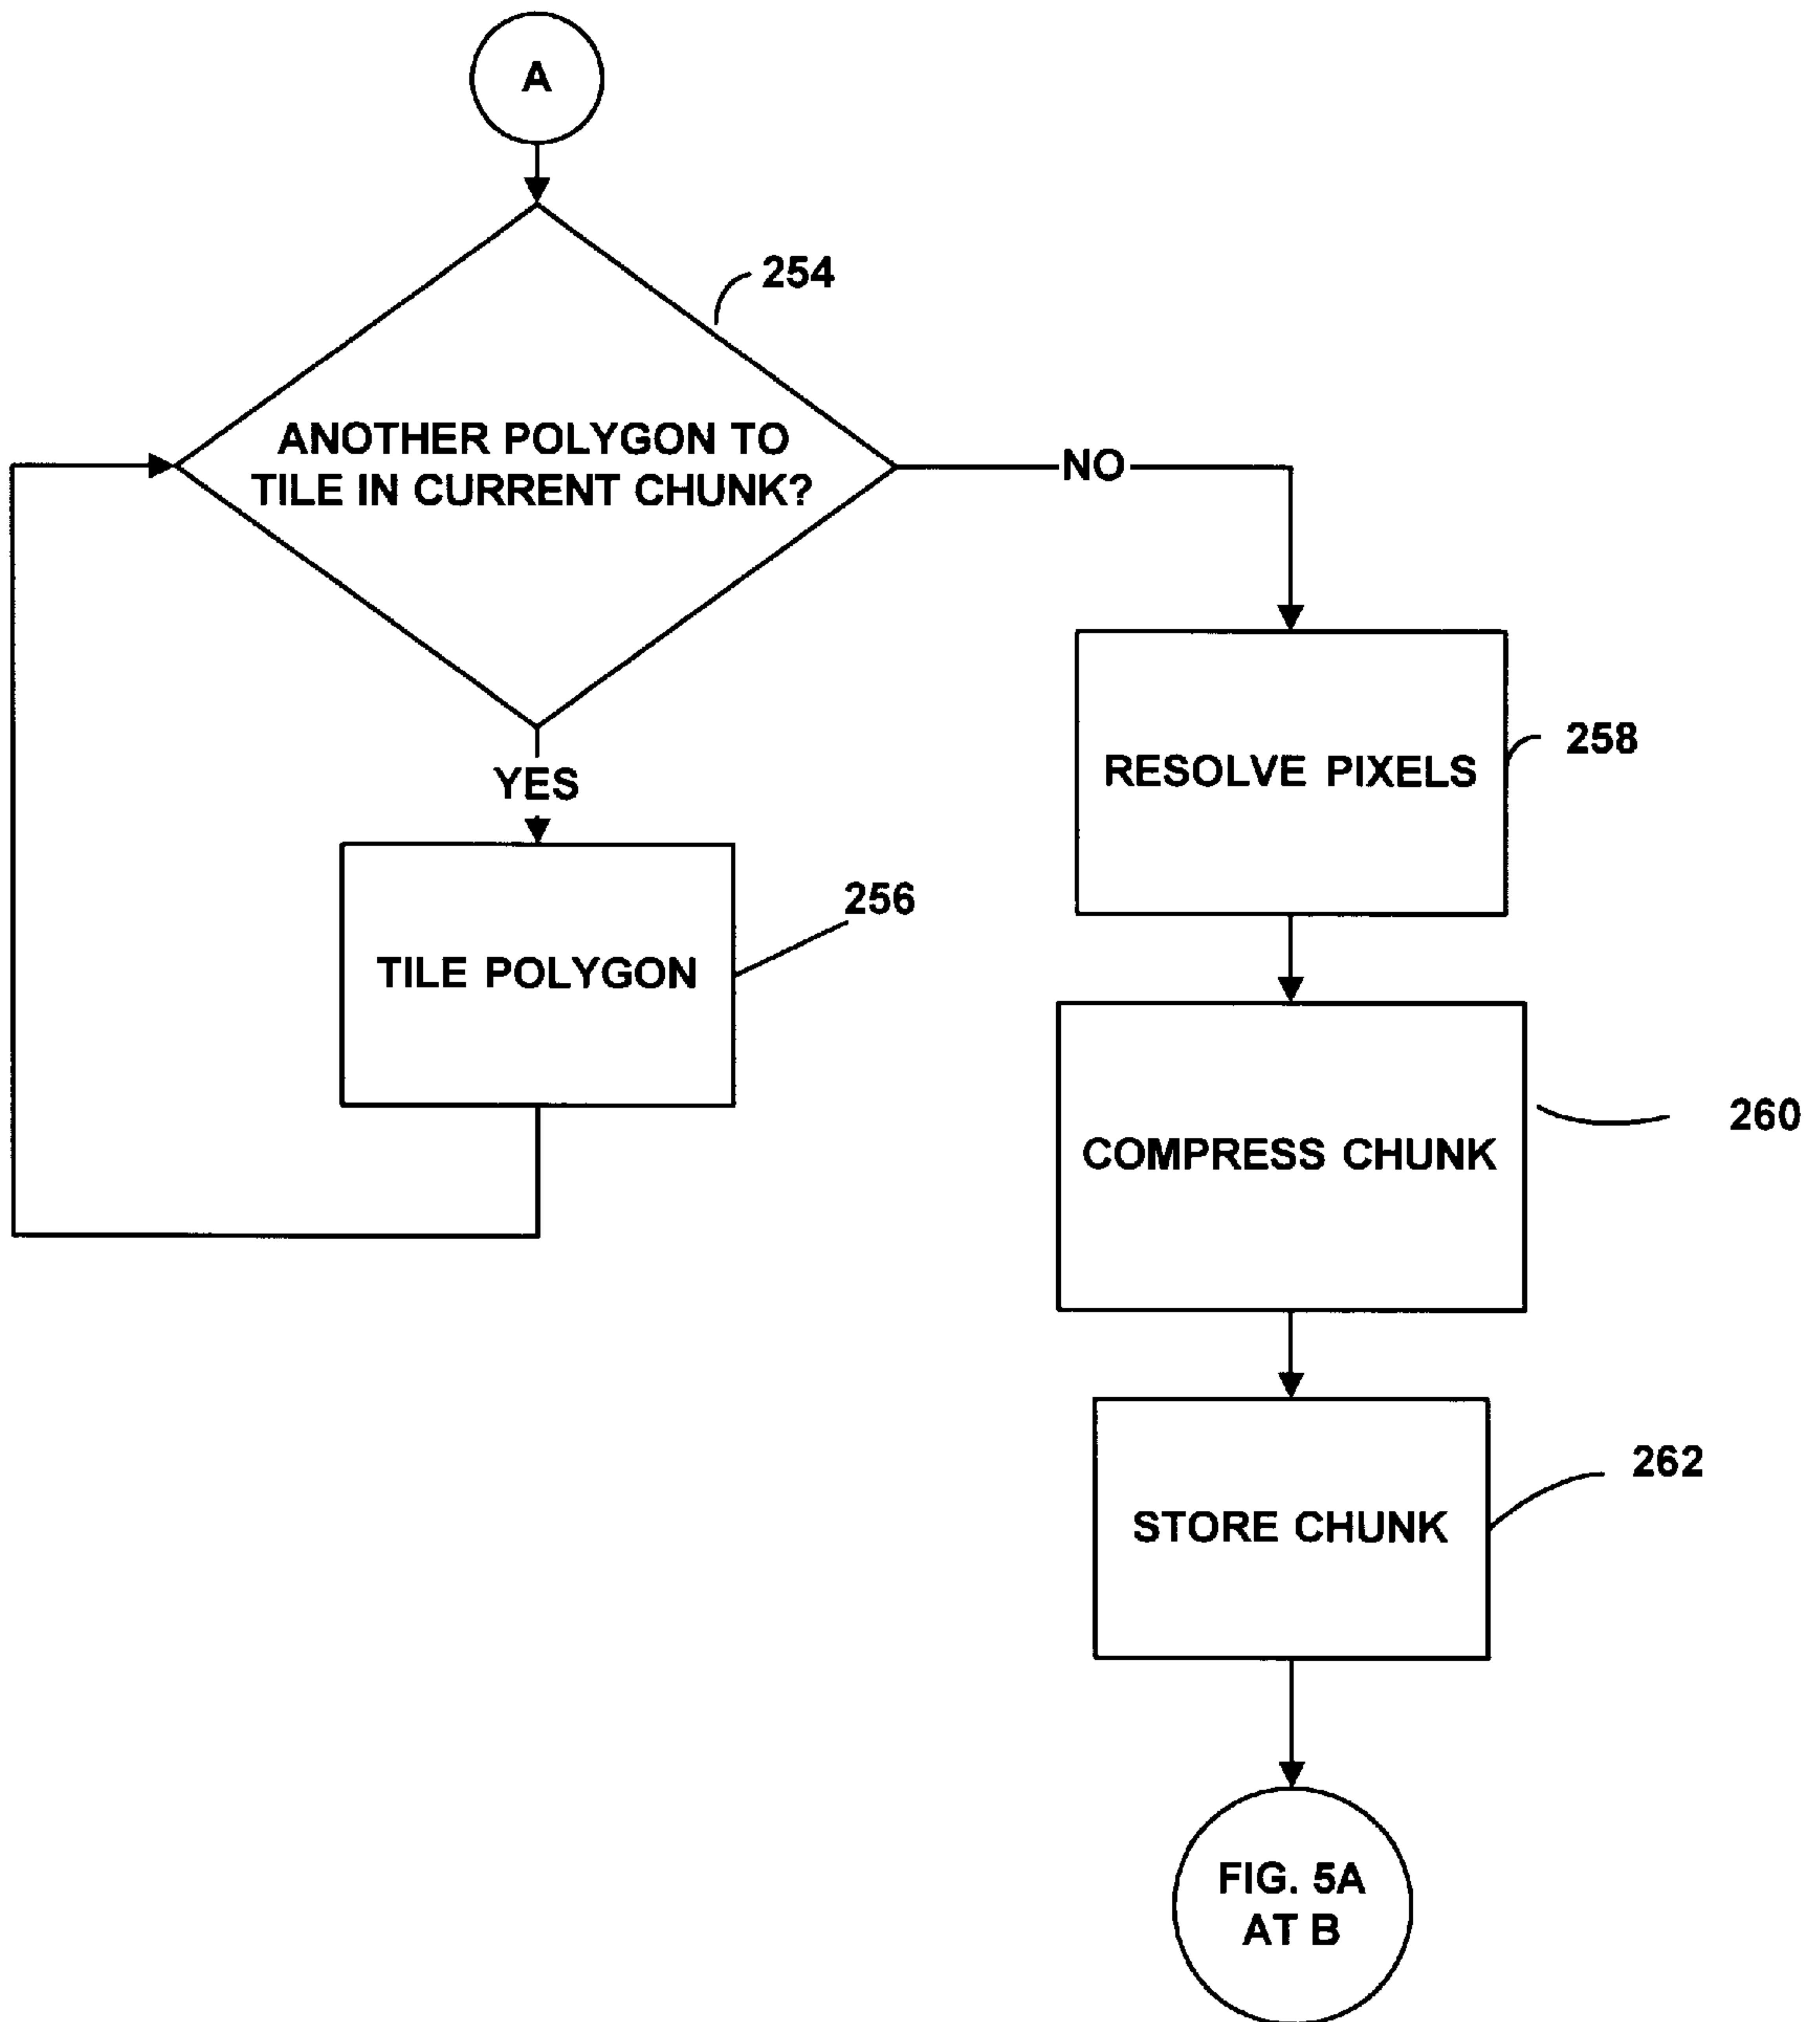 A
254
ANOTHER POLYGON TO
TILE IN CURRENT CHUNK?
NO
YES
258
RESOLVE PIXELS
256
TILE POLYGON
260
COMPRESS CHUNK
262
STORE CHUNK
FIG. 5A
AT B